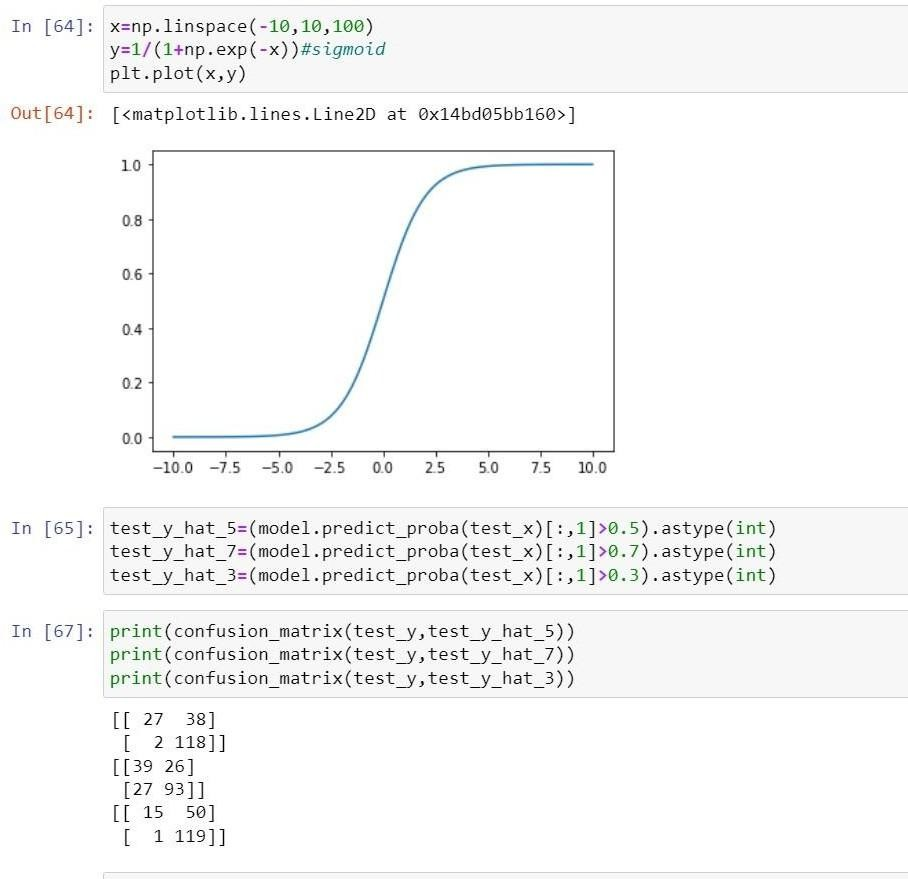 In [64]: x=np.linspace(-10,10,100)
y=1/(1+np.exp(-x))#sigmoid
plt.plot(x,y)
Out[64]: [<matplotlib.lines.Line2D at 0x14bd05bb160>]
1.0
0.8
0.6
0.4
0.2
0.0
−10.0 −7.5 −5.0 −2.5 0.0 2.5 5.0 7.5 10.0
In [65]: test_y_hat_5=(model.predict_proba(test_x)[:,1]>0.5).astype(int)
test_y_hat_7=(model.predict_proba(test_x)[:,1]>0.7).astype(int)
test_y_hat_3=(model.predict_proba(test_x)[:,1]>0.3).astype(int)
In [67]: print(confusion_matrix(test_y,test_y_hat_5))
print(confusion_matrix(test_y,test_y_hat_7))
print(confusion_matrix(test_y,test_y_hat_3))
[[ 27  38]
 [  2 118]]
[[39 26]
 [27 93]]
[[ 15  50]
 [  1 119]]